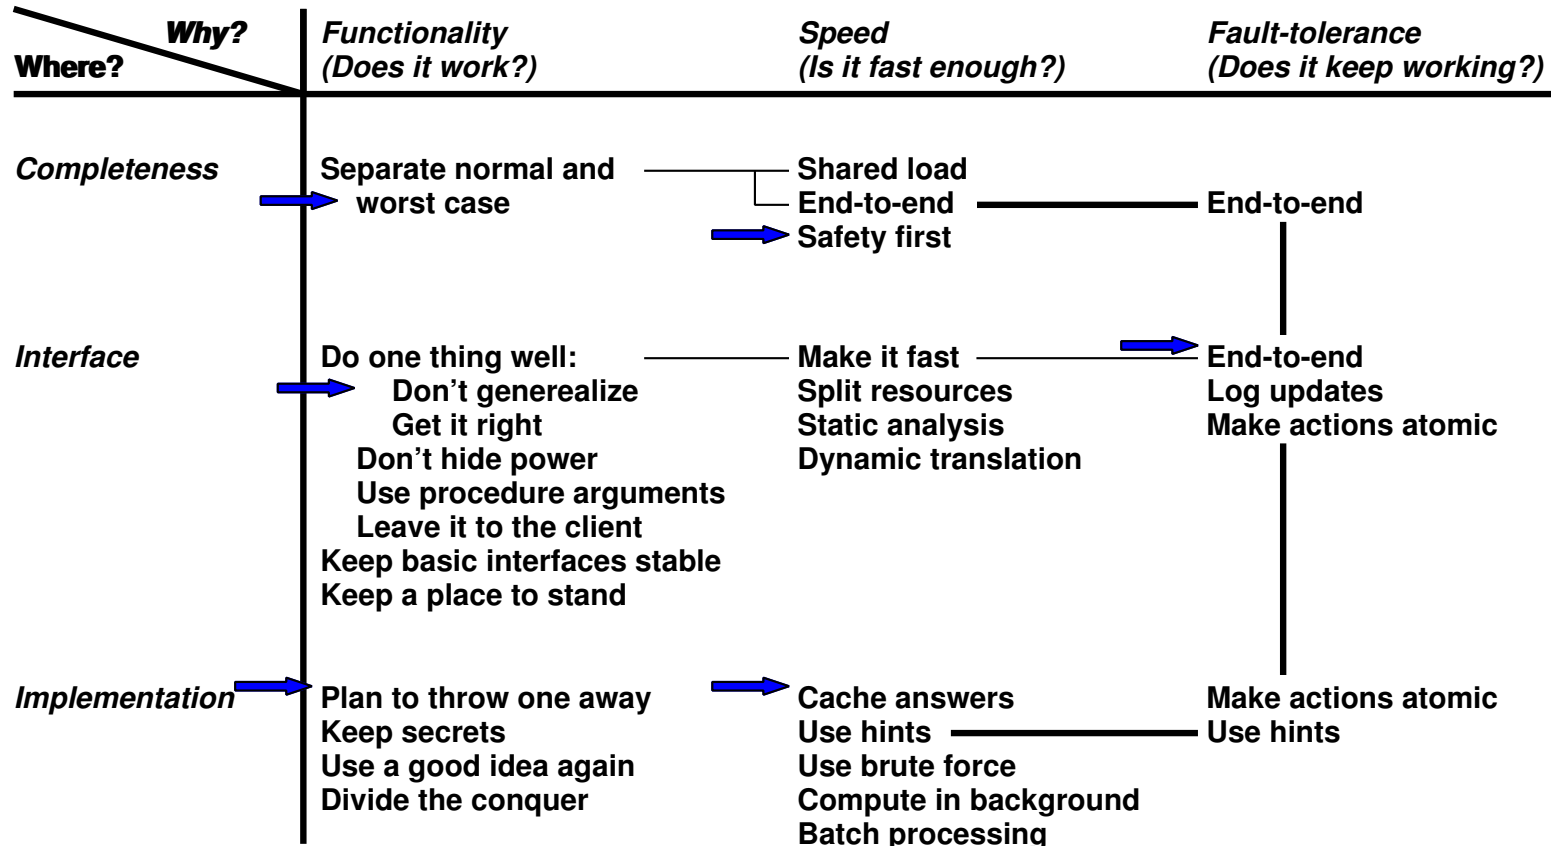 Why?
Where?
Functionality
(Does it work?)
Speed
(Is it fast enough?)
Fault-tolerance
(Does it keep working?)
Completeness
Separate normal and
worst case
Shared load
End-to-end
Safety first
End-to-end
Interface
Do one thing well:
Don't generealize
Get it right
Don't hide power
Use procedure arguments
Leave it to the client
Keep basic interfaces stable
Keep a place to stand
Make it fast
Split resources
Static analysis
Dynamic translation
End-to-end
Log updates
Make actions atomic
Implementation
Plan to throw one away
Keep secrets
Use a good idea again
Divide the conquer
Cache answers
Use hints
Use brute force
Compute in background
Batch processing
Make actions atomic
Use hints